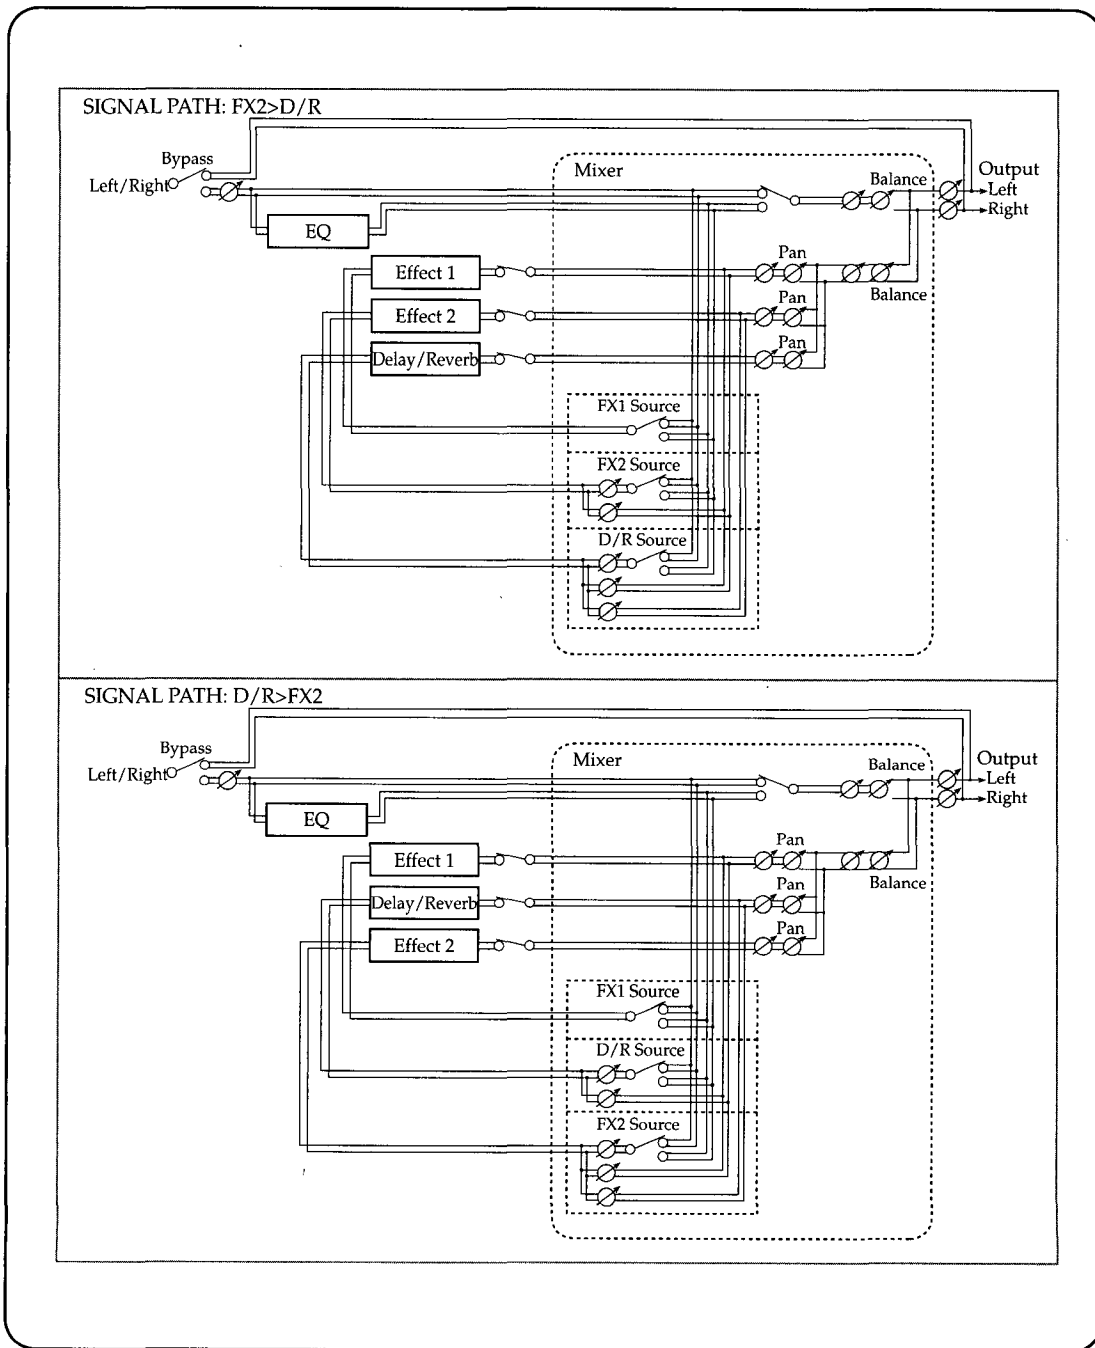 SIGNAL PATH: FX2>D/R
Bypass
Left/Right
Mixer
Balance
Output
Left
Right
EQ
Effect 1
Pan
Balance
Effect 2
Pan
Delay/Reverb
Pan
FX1 Source
FX2 Source
D/R Source
SIGNAL PATH: D/R>FX2
Bypass
Left/Right
Mixer
Balance
Output
Left
Right
EQ
Effect 1
Pan
Balance
Delay/Reverb
Pan
Effect 2
Pan
FX1 Source
D/R Source
FX2 Source